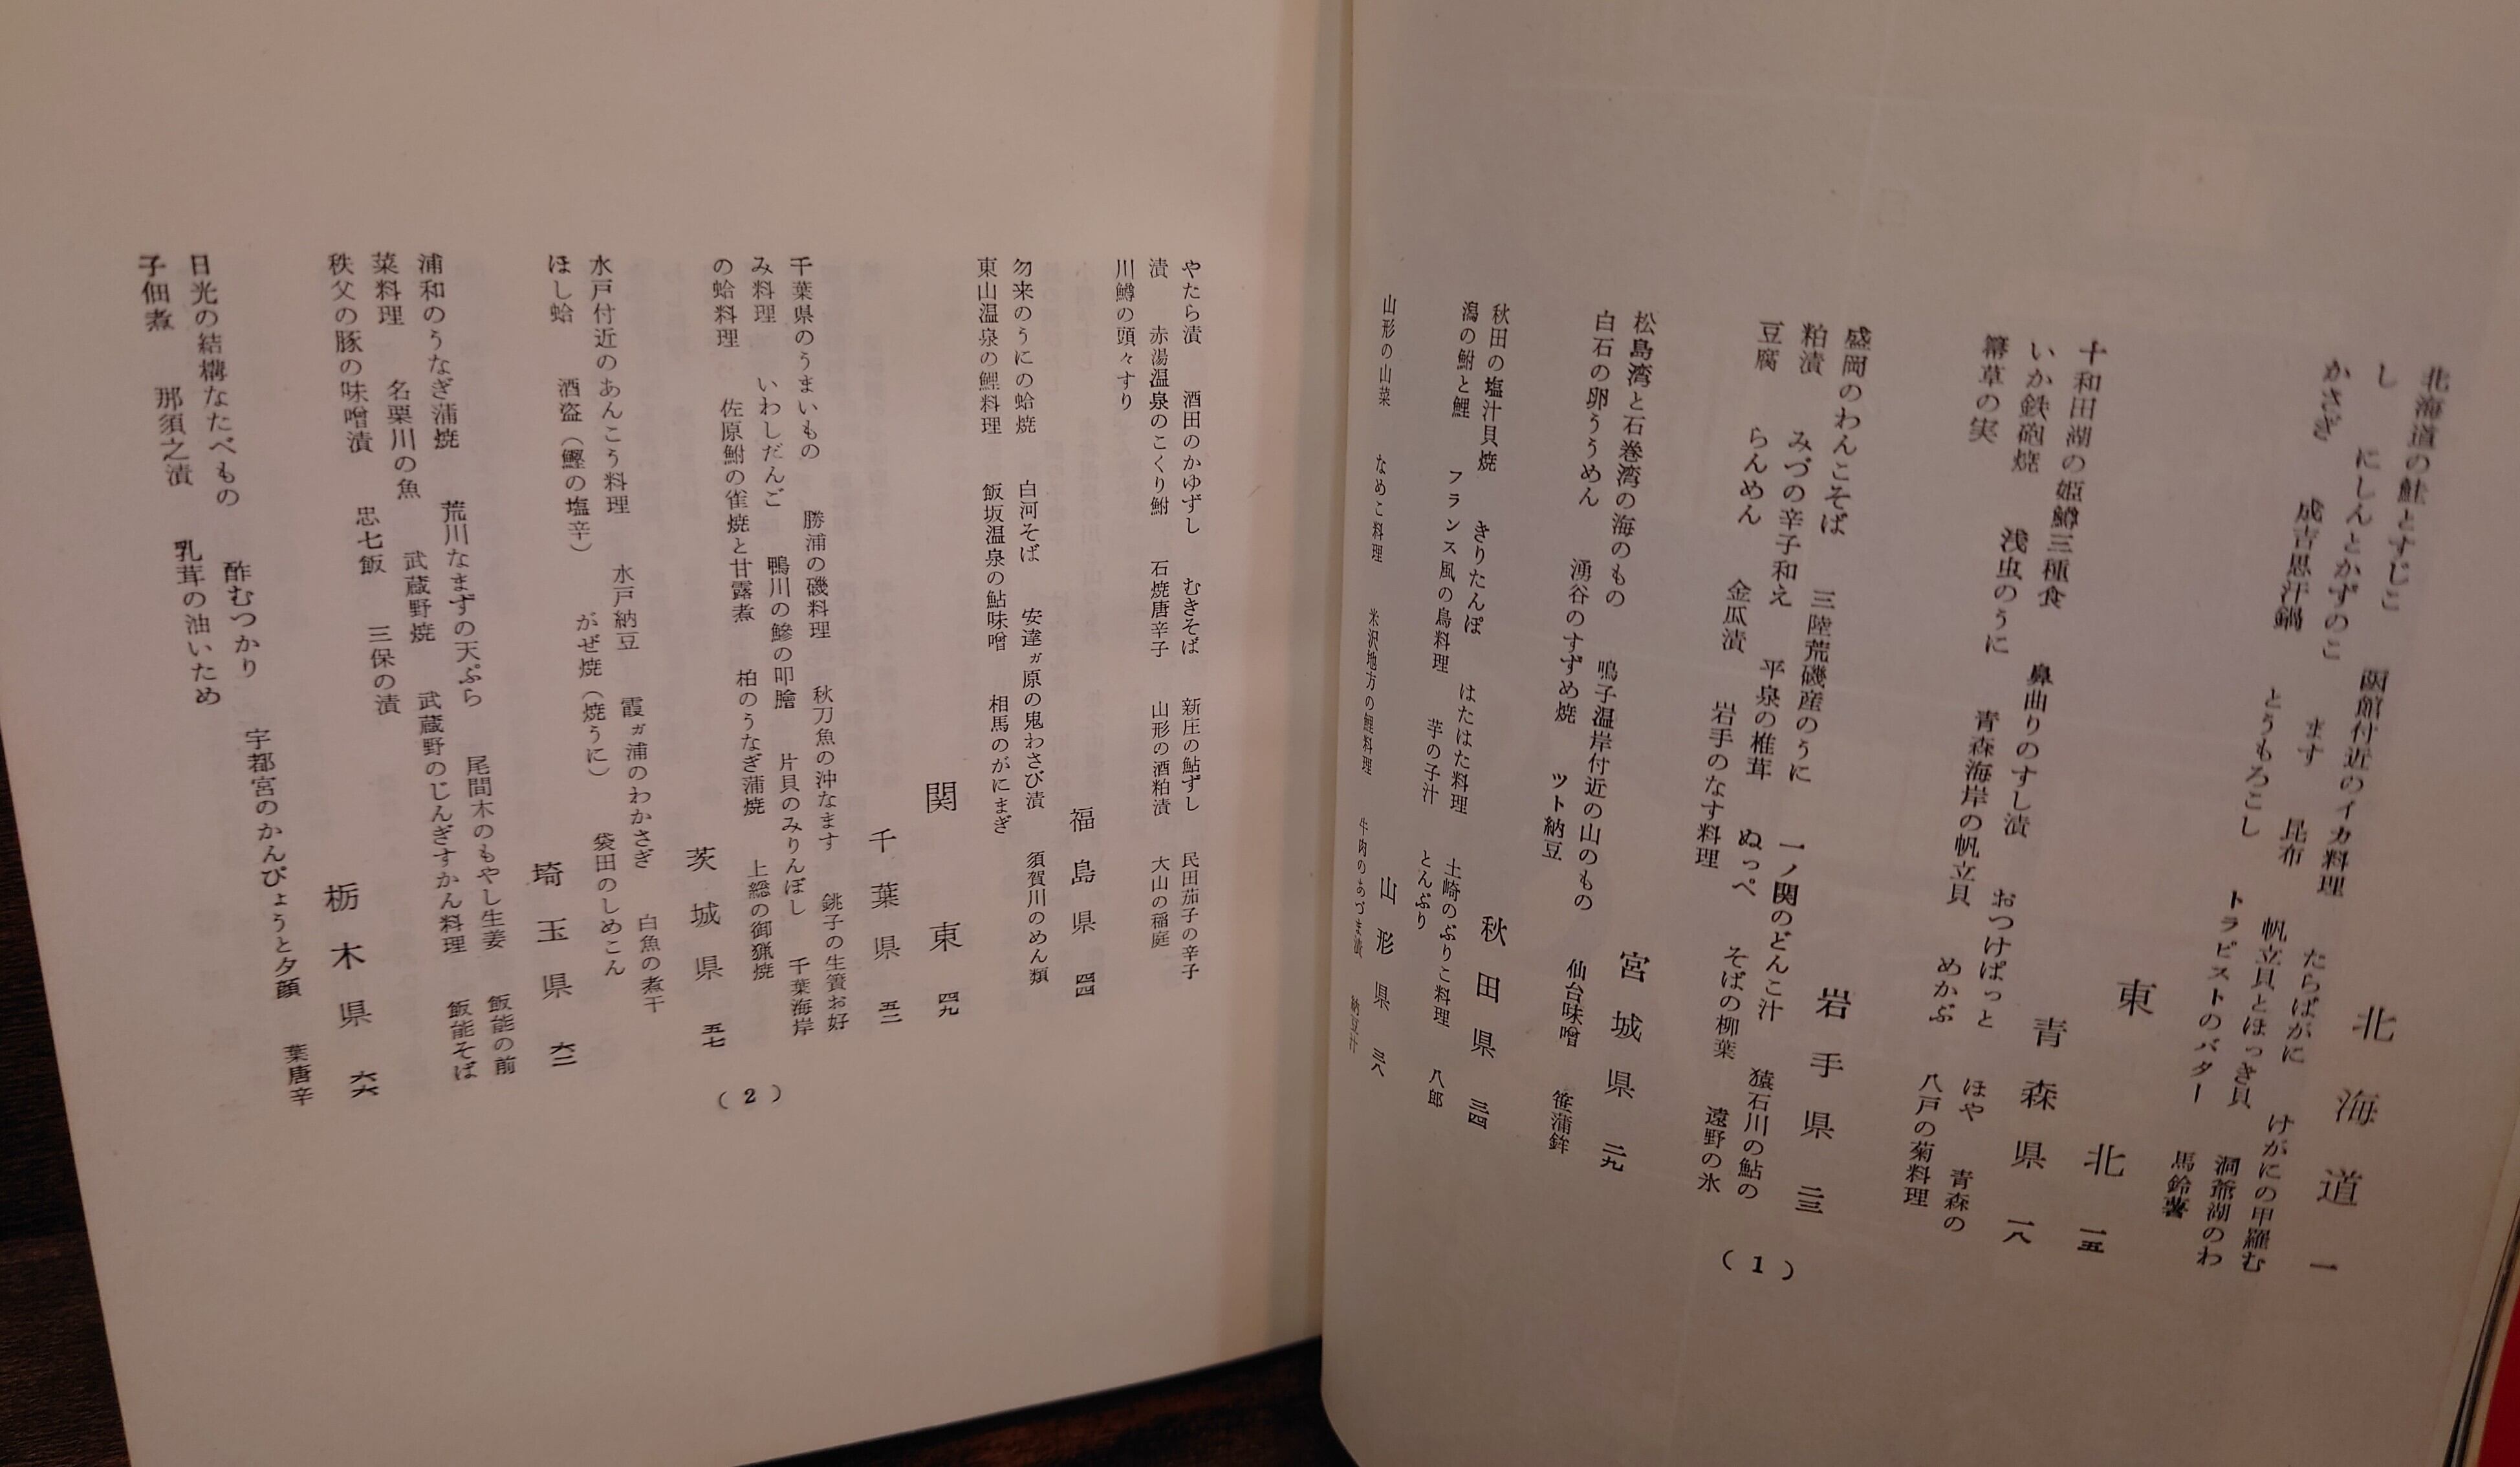 北海道 一
北海道の鮭とすじこ 函館付近のイカ料理 たらばがに けがにの甲羅む
し にしんとかずのこ ます 昆布 帆立貝とほっき貝 洞爺湖のわ
かさぎ 成吉思汗鍋 とうもろこし トラピストのバター 馬鈴薯
東北 一五
青森県 一八
十和田湖の姫鱒三種食 鼻曲りのすし漬 おつけばっと ほや 青森の
いか鉄砲焼 浅虫のうに 青森海岸の帆立貝 めかぶ 八戸の菊料理
箒草の実
岩手県 二三
盛岡のわんこそば 三陸荒磯産のうに 一ノ関のどんこ汁 猿石川の鮎の
粕漬 みづの辛子和え 平泉の椎茸 ぬっぺ そばの柳葉 遠野の氷
豆腐 らんめん 金瓜漬 岩手のなす料理
宮城県 二九
松島湾と石巻湾の海のもの 鳴子温岸付近の山のもの 仙台味噌 笹蒲鉾
白石の卵ううめん 湧谷のすずめ焼 ツト納豆
秋田県 三四
秋田の塩汁貝焼 きりたんぽ はたはた料理 土崎のぶりこ料理 八郎
潟の鮒と鯉 フランス風の鳥料理 芋の子汁 とんぶり
山形県 三八
山形の山菜 なめこ料理 米沢地方の鯉料理 牛肉のあづま漬 納豆汁
(1)
やたら漬 酒田のかゆずし むきそば 新庄の鮎ずし 民田茄子の辛子
漬 赤湯温泉のこくり鮒 石焼唐辛子 山形の酒粕漬 大山の稲庭
川鱒の頭々すり
福島県 四四
勿来のうにの蛤焼 白河そば 安達ガ原の鬼わさび漬 須賀川のめん類
東山温泉の鯉料理 飯坂温泉の鮎味噌 相馬のがにまぎ
関東 四九
千葉県 五二
千葉県のうまいもの 勝浦の磯料理 秋刀魚の沖なます 銚子の生簀お好
み料理 いわしだんご 鴨川の鰺の叩膾 片貝のみりんぼし 千葉海岸
の蛤料理 佐原鮒の雀焼と甘露煮 柏のうなぎ蒲焼 上総の御猟焼
茨城県 五七
水戸付近のあんこう料理 水戸納豆 霞ガ浦のわかさぎ 白魚の煮干
ほし蛤 酒盗(鰹の塩辛) がぜ焼(焼うに) 袋田のしめこん
埼玉県 六二
浦和のうなぎ蒲焼 荒川なまずの天ぷら 尾間木のもやし生姜 飯能の前
菜料理 名栗川の魚 武蔵野焼 武蔵野のじんぎすかん料理 飯能そば
秩父の豚の味噌漬 忠七飯 三保の漬
栃木県 六六
日光の結構なたべもの 酢むつかり 宇都宮のかんぴょうと夕顔 葉唐辛
子佃煮 那須之漬 乳茸の油いため
(2)